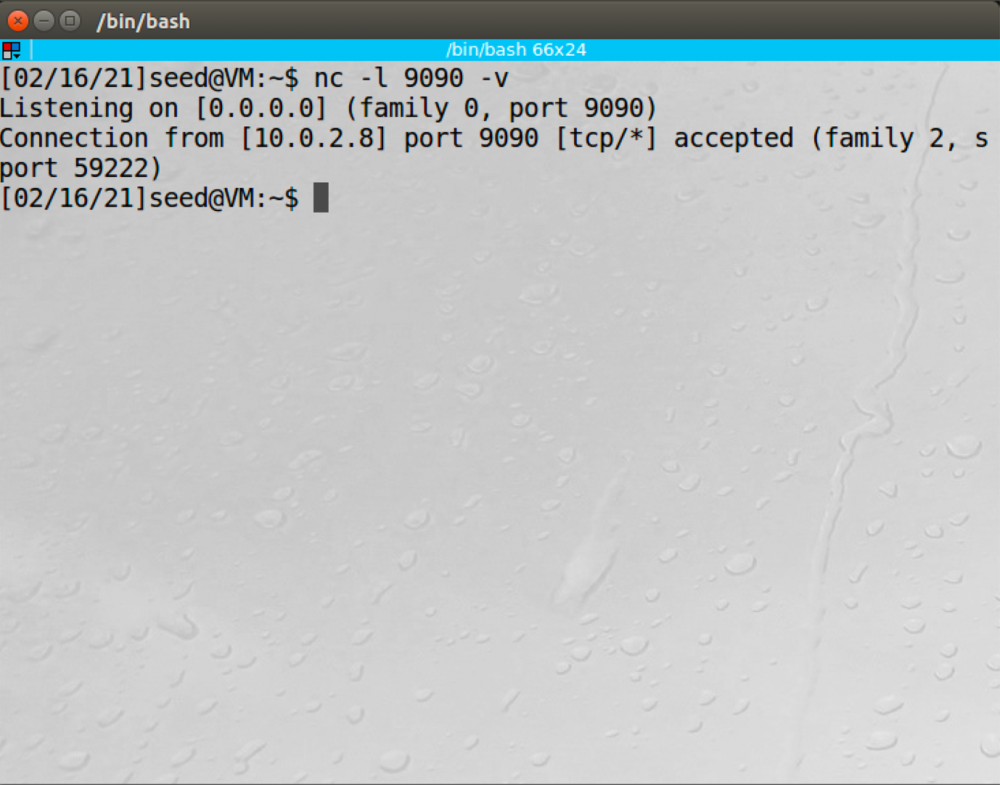 /bin/bash
/bin/bash 66x24
[02/16/21]seed@VM:~$ nc -l 9090 -v
Listening on [0.0.0.0] (family 0, port 9090)
Connection from [10.0.2.8] port 9090 [tcp/*] accepted (family 2, s
port 59222)
[02/16/21]seed@VM:~$